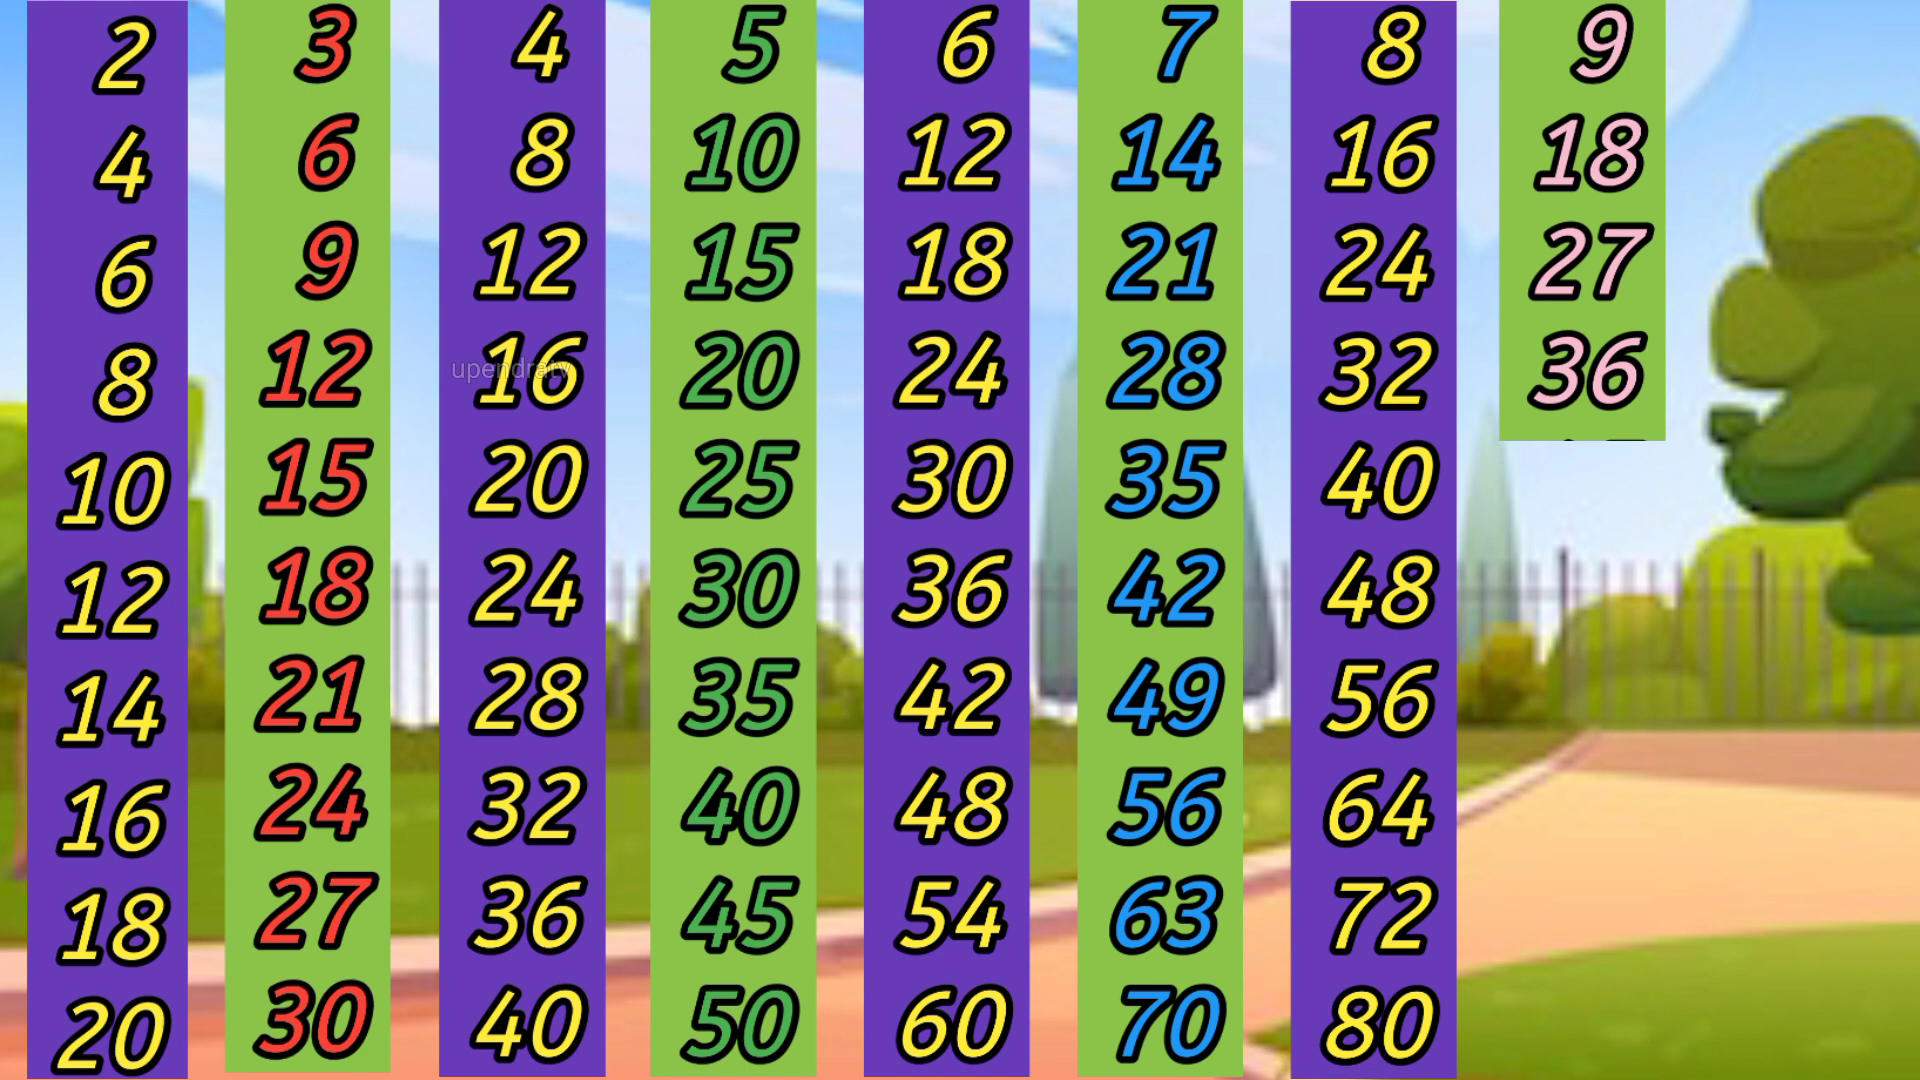 2 3 4 5 6 7 8 9
4 6 8 10 12 14 16 18
6 9 12 15 18 21 24 27
8 12 16 20 24 28 32 36
upendratv
10 15 20 25 30 35 40
12 18 24 30 36 42 48
14 21 28 35 42 49 56
16 24 32 40 48 56 64
18 27 36 45 54 63 72
20 30 40 50 60 70 80